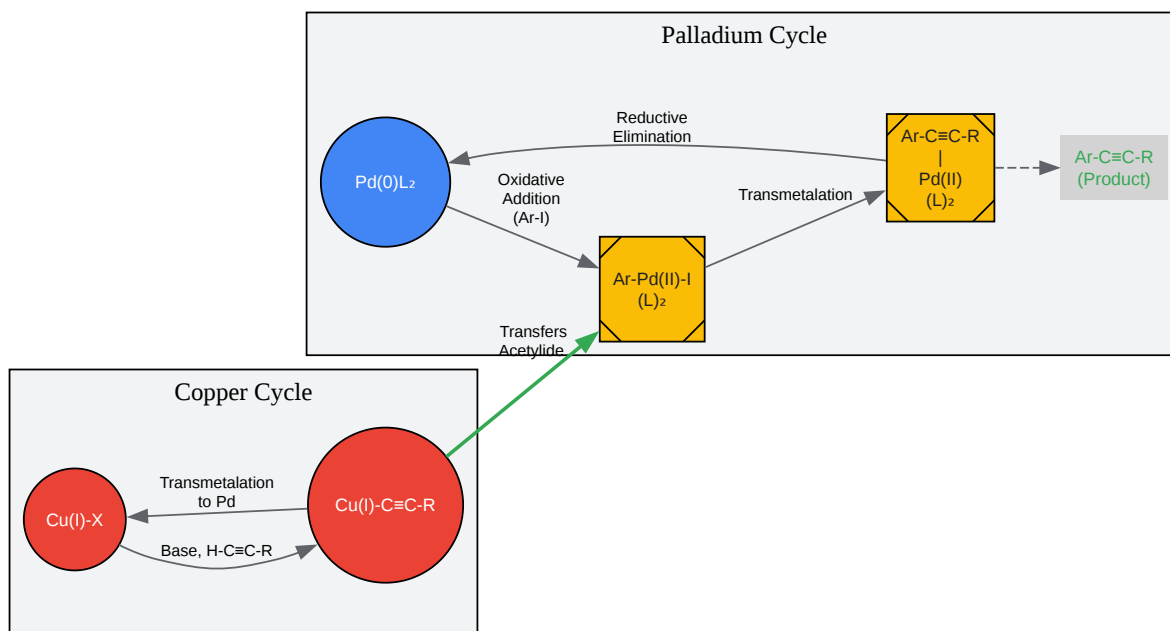 Palladium Cycle
Reductive
Elimination
Ar-C≡C-R
|
Pd(II)
(L)₂
Ar-C≡C-R
(Product)
Pd(0)L₂
Oxidative
Addition
(Ar-I)
Transmetalation
Ar-Pd(II)-I
(L)₂
Transfers
Acetylide
Copper Cycle
Transmetalation
to Pd
Cu(I)-X
Cu(I)-C≡C-R
Base, H-C≡C-R